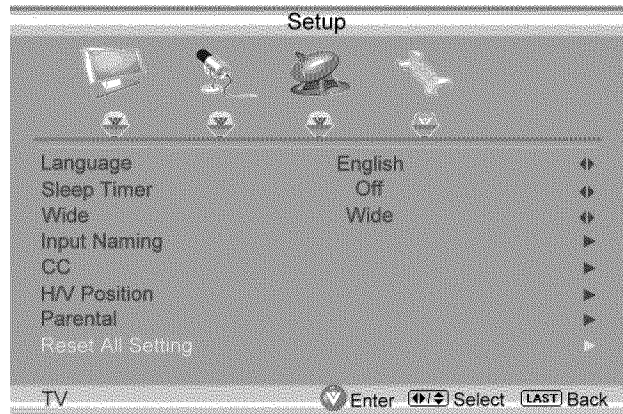 Setup
Language English
Sleep Timer Off
Wide Wide
Input Naming
CC
H/V Position
Parental
Reset All Setting
TV Enter Select LAST Back